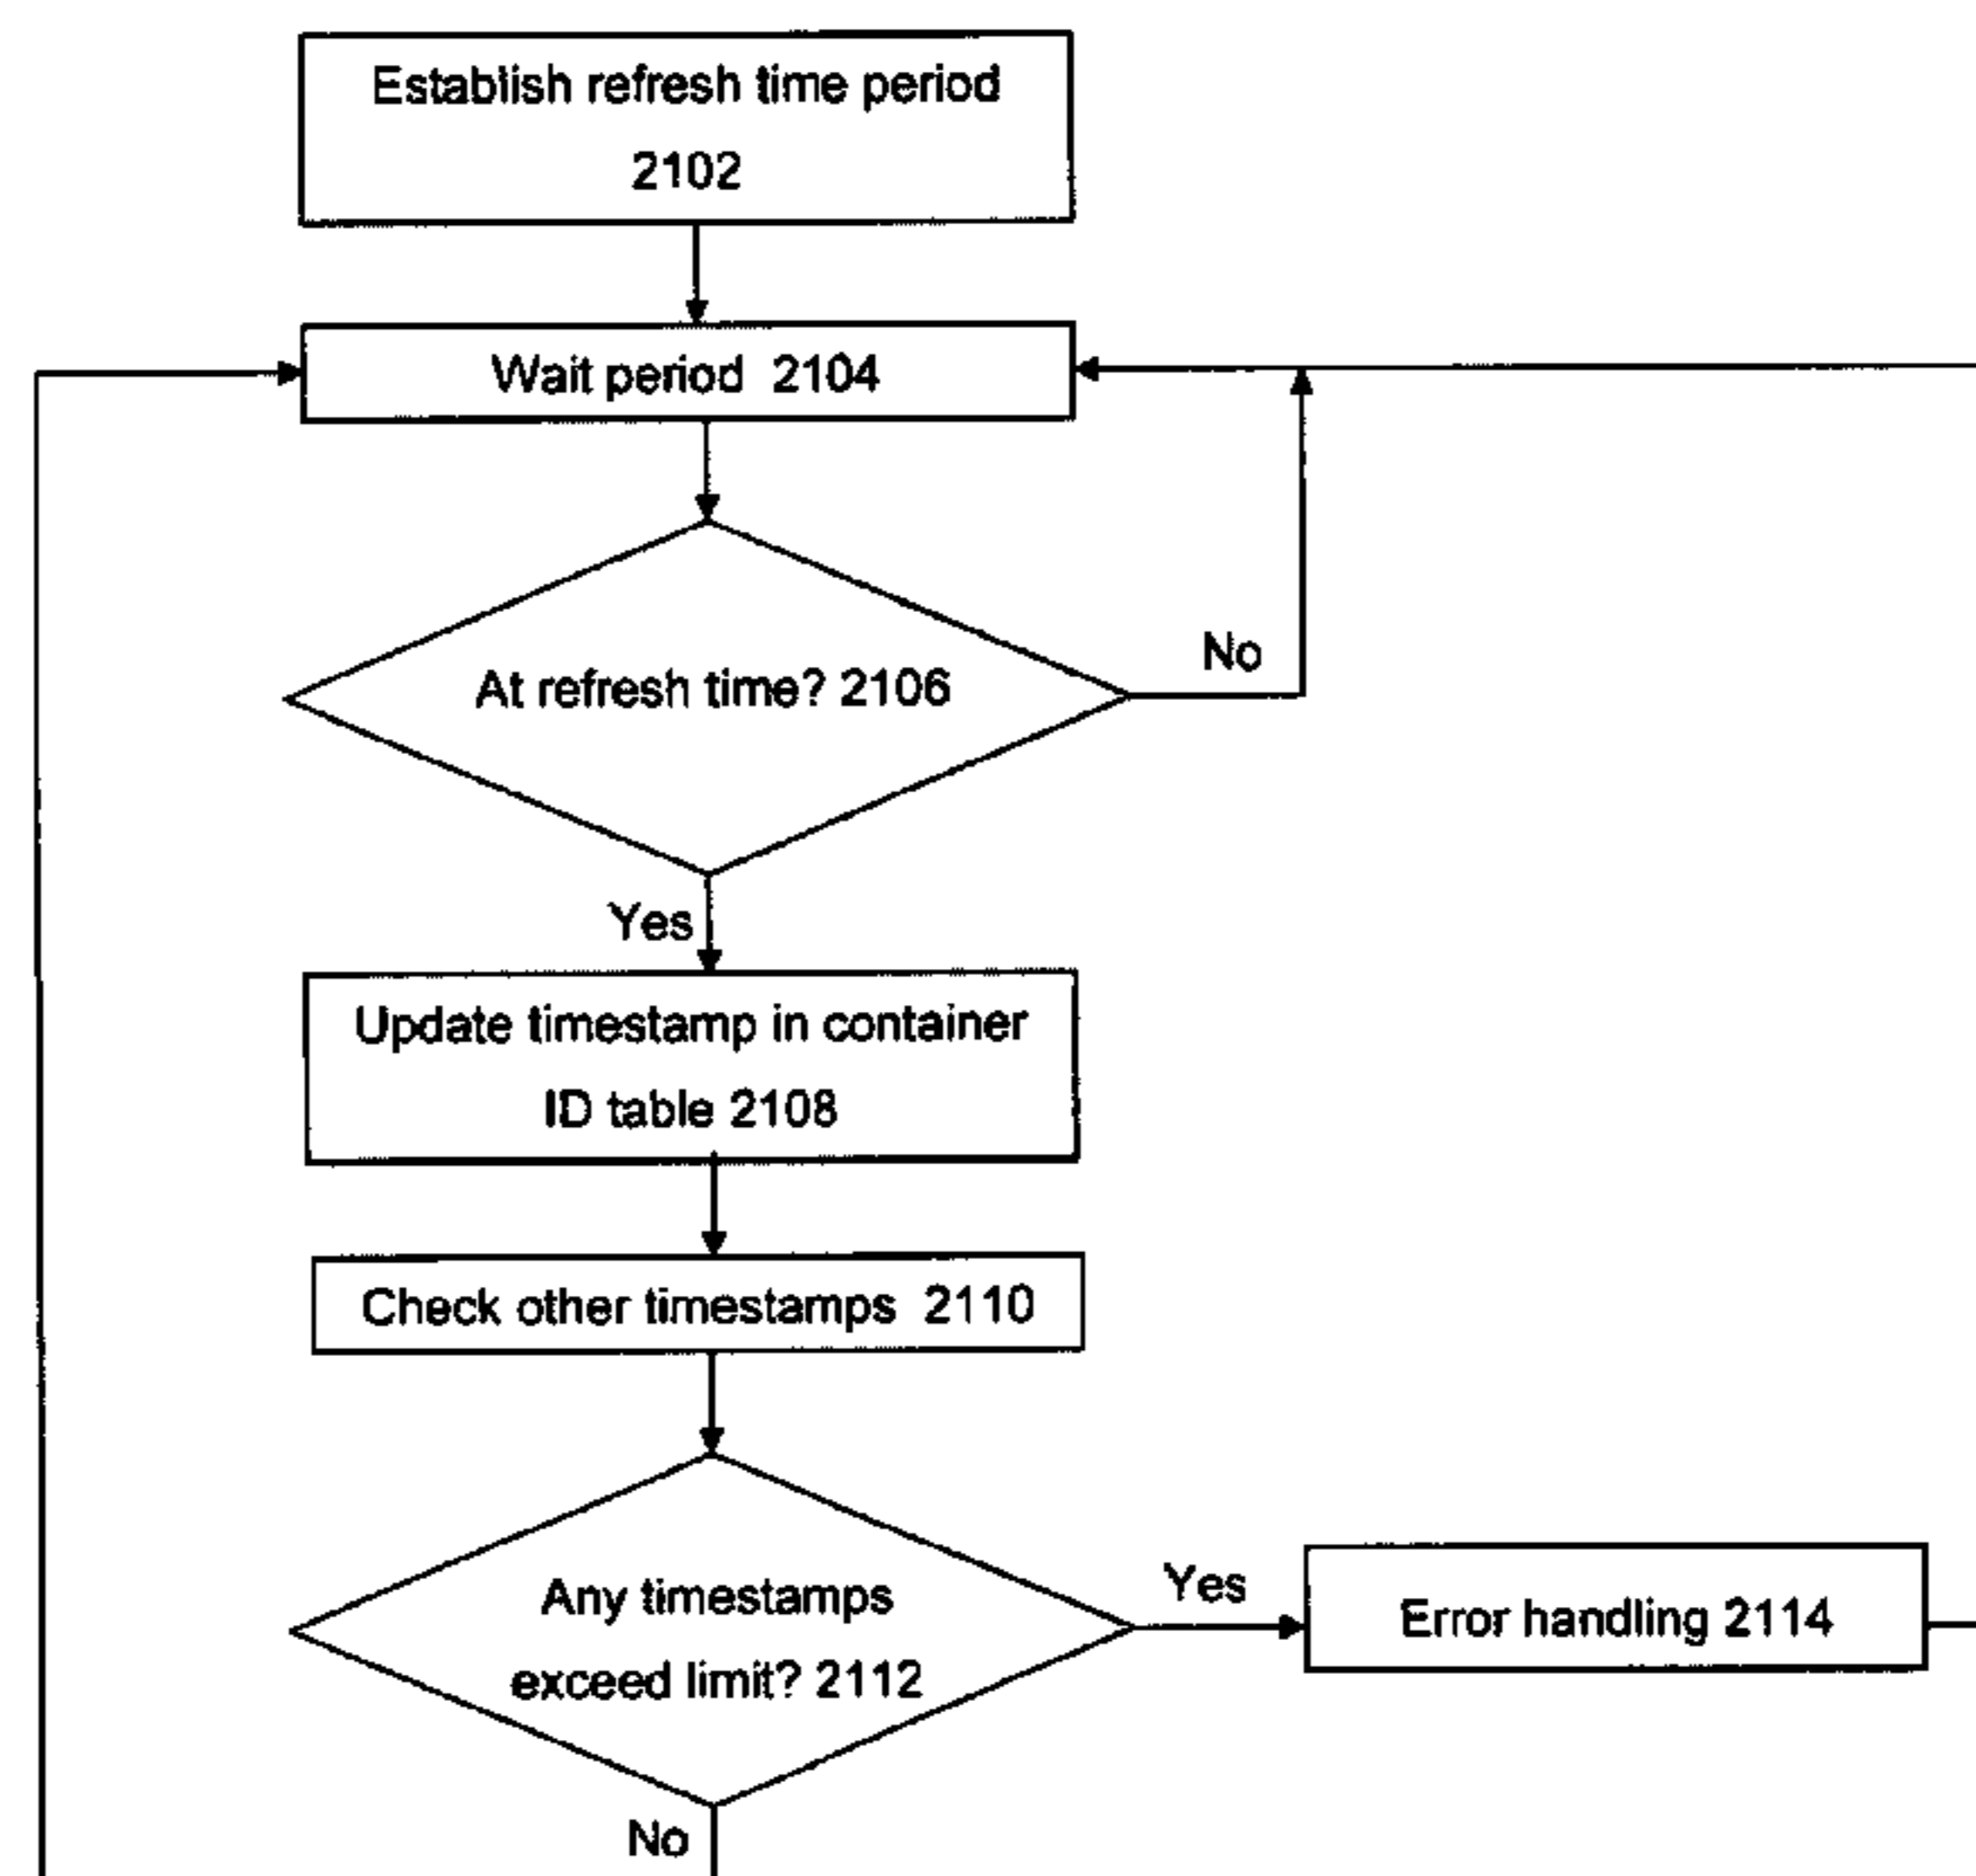 Establish refresh time period
2102
Wait period 2104
At refresh time? 2106
No
Yes
Update timestamp in container
ID table 2108
Check other timestamps 2110
Any timestamps
exceed limit? 2112
Yes
Error handling 2114
No